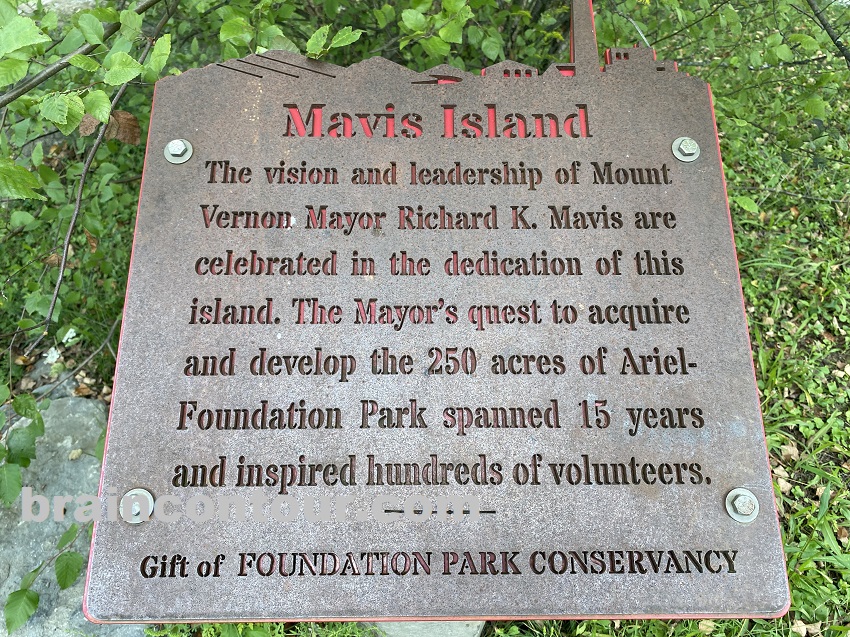 Mavis Island
The vision and leadership of Mount
Vernon Mayor Richard K. Mavis are
celebrated in the dedication of this
island. The Mayor's quest to acquire
and develop the 250 acres of Ariel-
Foundation Park spanned 15 years
and inspired hundreds of volunteers.
braincontour.com
Gift of FOUNDATION PARK CONSERVANCY